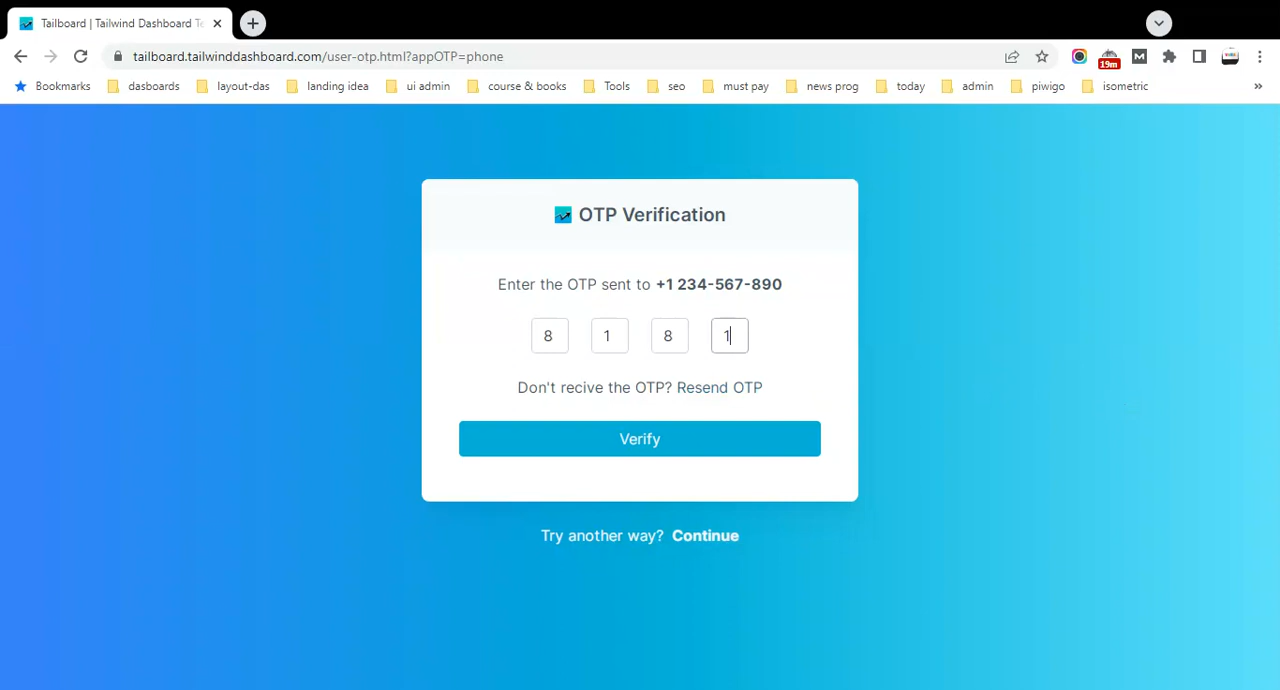 Tailboard | Tailwind Dashboard Te
tailboard.tailwinddashboard.com/user-otp.html?appOTP=phone
19m
M
Bookmarks dasboards layout-das landing idea ui admin course & books Tools seo must pay news prog today admin piwigo isometric »
OTP Verification
Enter the OTP sent to +1 234-567-890
8 1 8 1
Don't recive the OTP? Resend OTP
Verify
Try another way? Continue